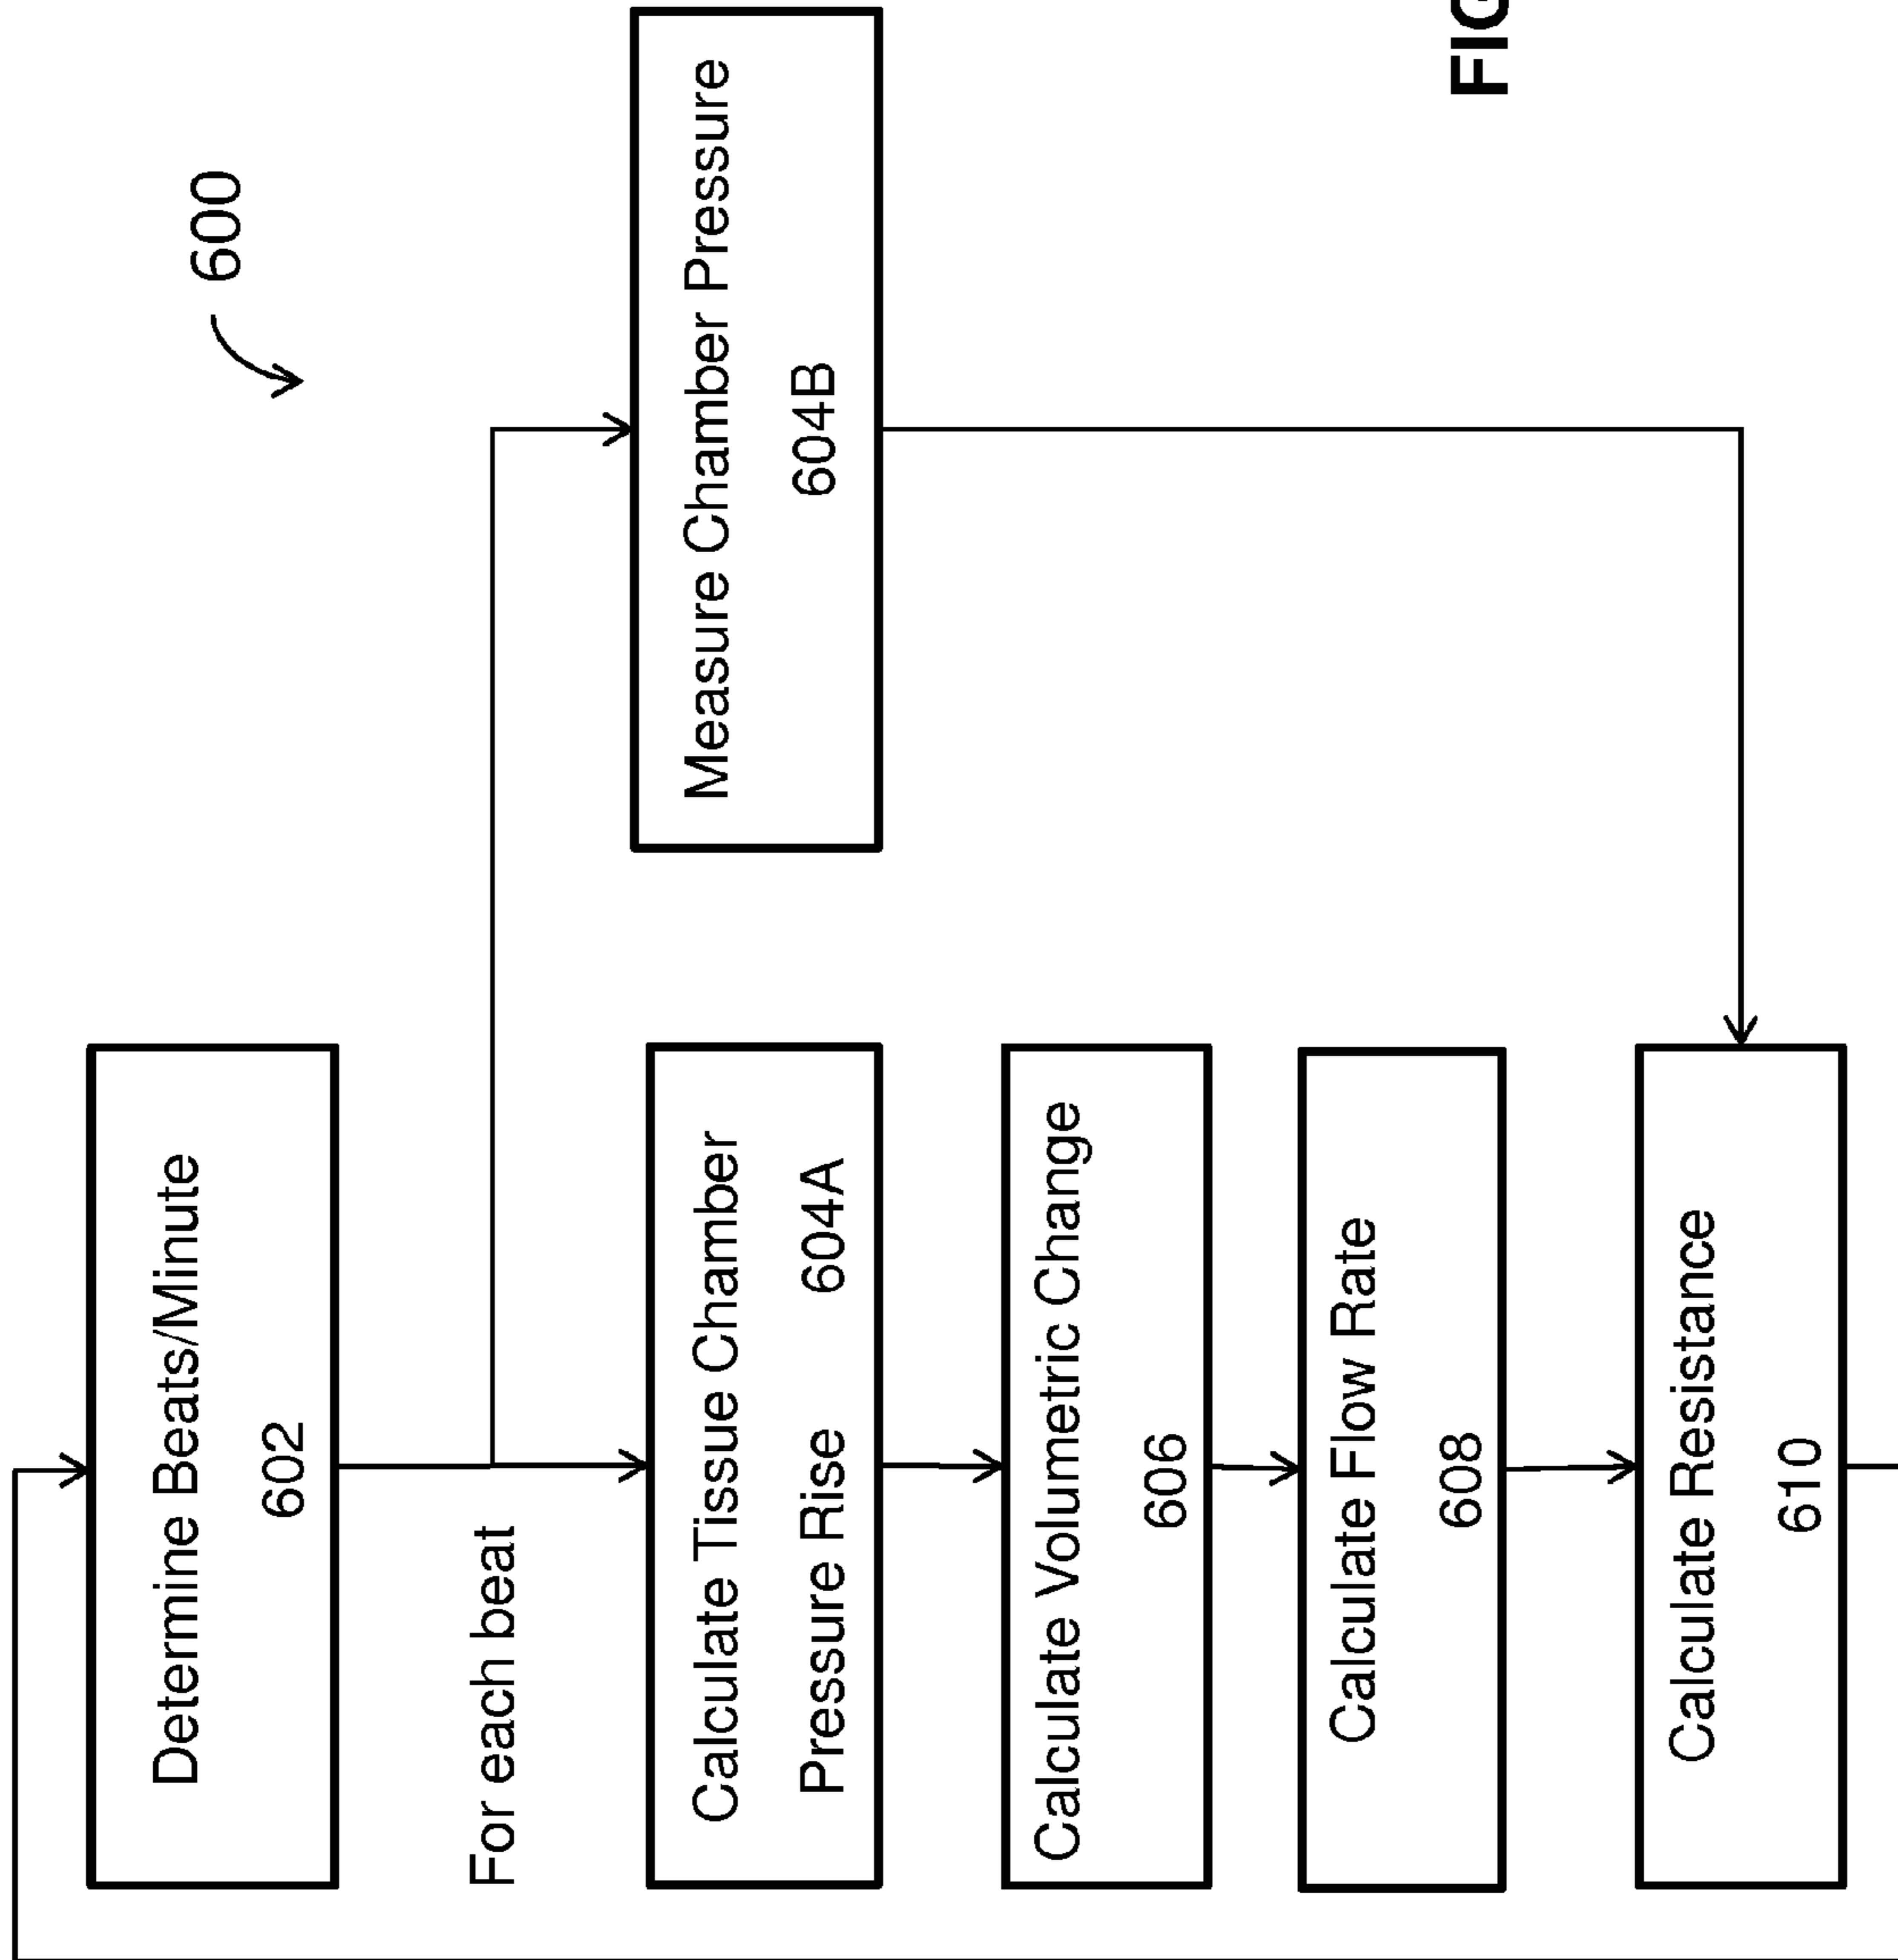 600
Determine Beats/Minute
602
For each beat
Calculate Tissue Chamber
Pressure Rise 604A
Measure Chamber Pressure
604B
Calculate Volumetric Change
606
Calculate Flow Rate
608
Calculate Resistance
610